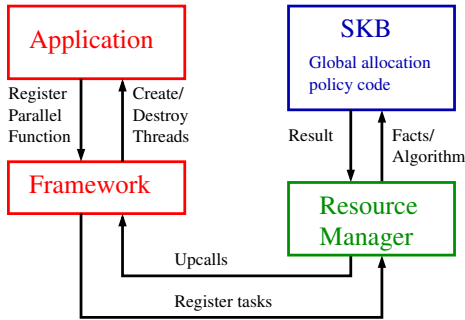 Application
SKB
Global allocation
policy code
Register
Parallel
Function
Create/
Destroy
Threads
Result
Facts/
Algorithm
Framework
Resource
Manager
Upcalls
Register tasks